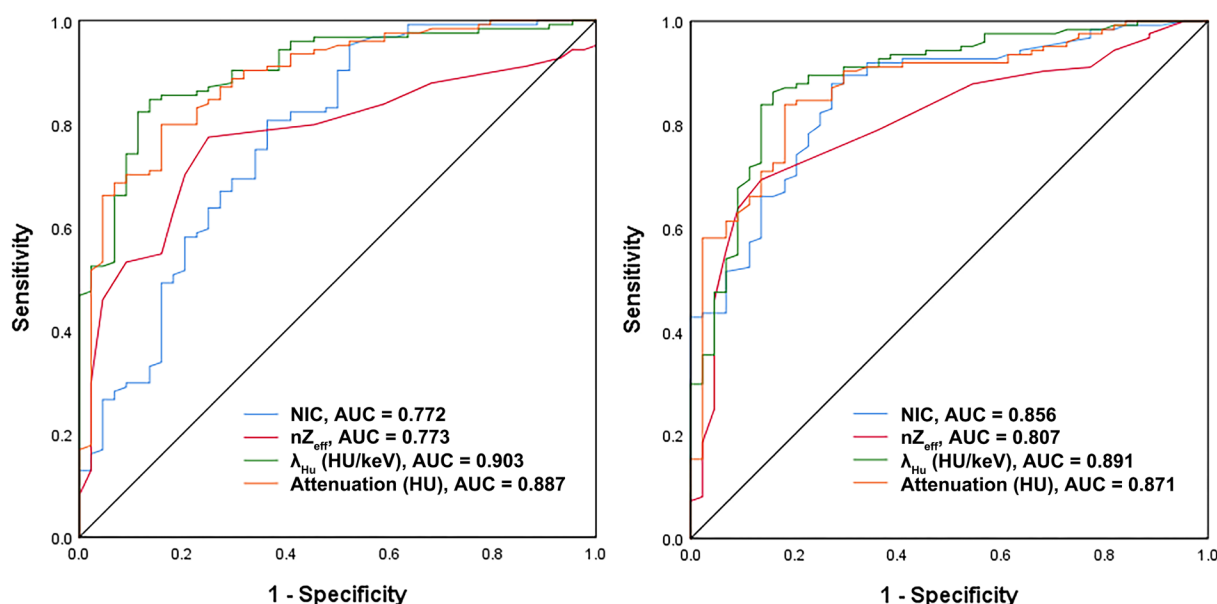 1.0
0.8
0.6
0.4
0.2
0.0
Sensitivity
NIC, AUC = 0.772
nZeff, AUC = 0.773
λHu (HU/keV), AUC = 0.903
Attenuation (HU), AUC = 0.887
0.0 0.2 0.4 0.6 0.8 1.0
1 - Specificity
1.0
0.8
0.6
0.4
0.2
0.0
Sensitivity
NIC, AUC = 0.856
nZeff, AUC = 0.807
λHu (HU/keV), AUC = 0.891
Attenuation (HU), AUC = 0.871
0.0 0.2 0.4 0.6 0.8 1.0
1 - Specificity